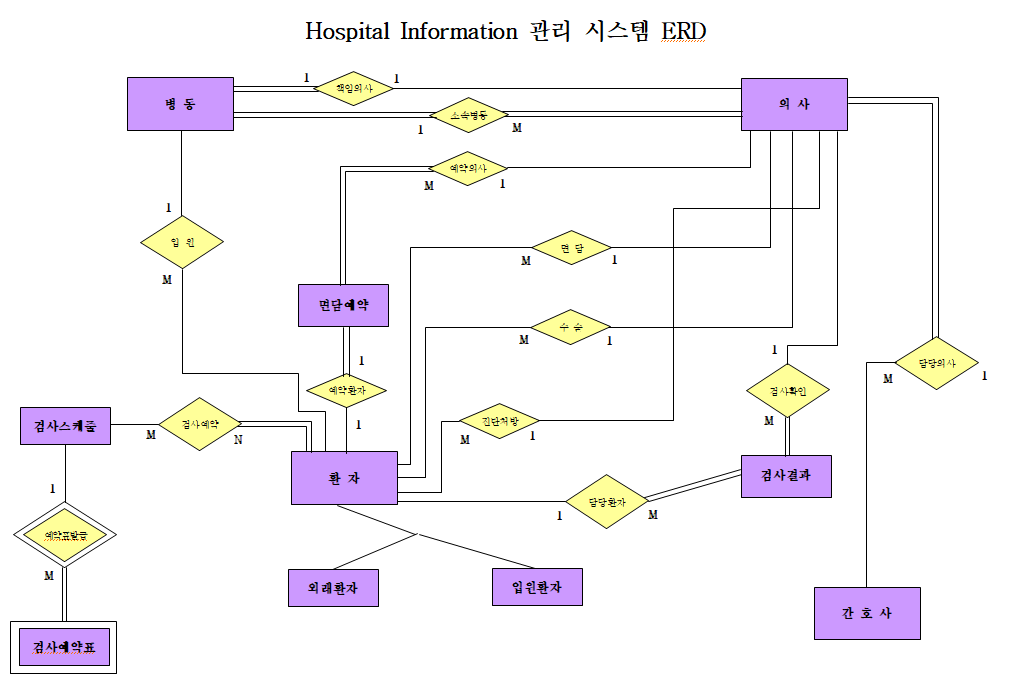 Hospital Information 관리 시스템 ERD
병 동
1
책임의사
1
의 사
1
소속병동
M
M
예약의사
1
1
입 원
M
M
면 담
1
면담예약
M
수 술
1
1
예약환자
1
1
검사확인
M
M
담당의사
1
검사스케줄
M
검사예약
N
M
진단처방
1
환 자
검사결과
1
담당환자
M
1
예약표발급
M
외래환자
입원환자
간 호 사
검사예약표